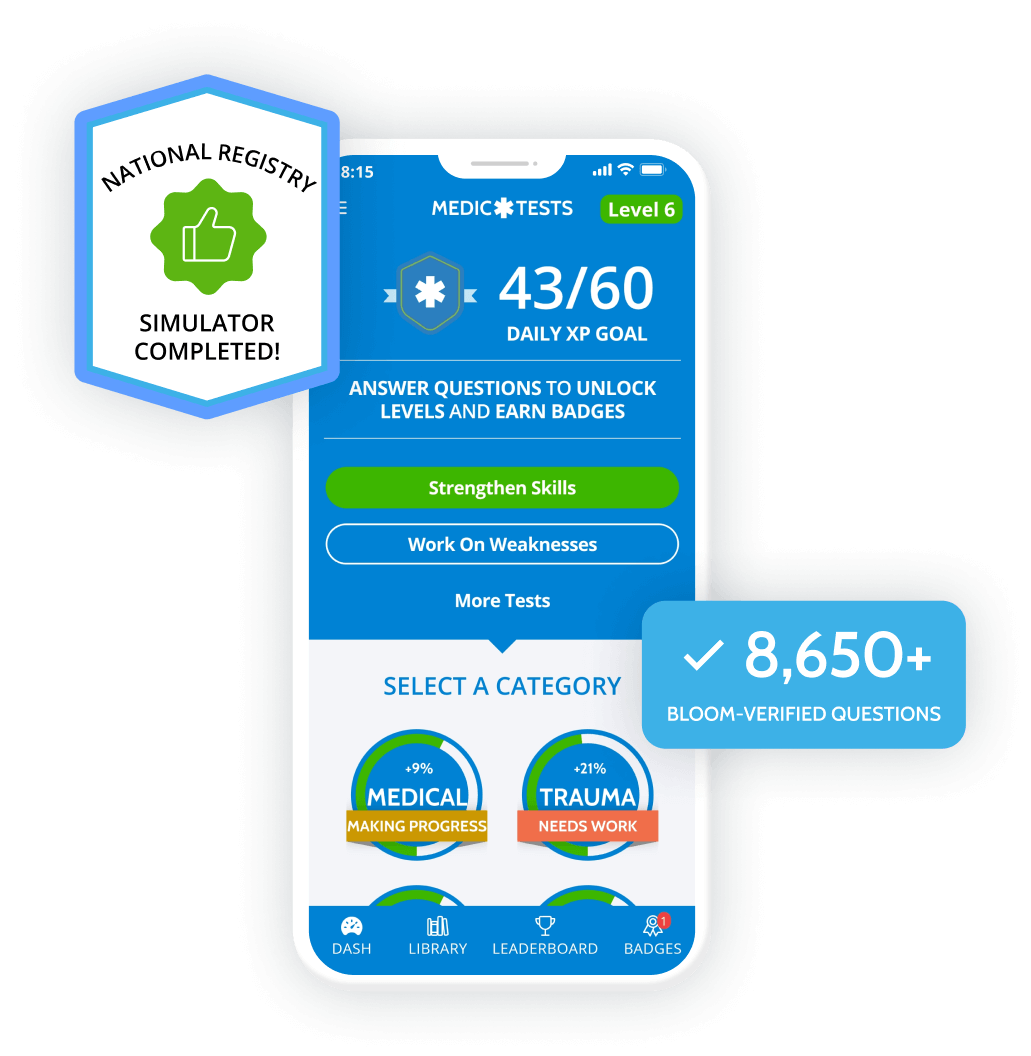 NATIONAL REGISTRY
SIMULATOR
COMPLETED!
8:15
MEDIC TESTS
Level 6
43/60
DAILY XP GOAL
ANSWER QUESTIONS TO UNLOCK
LEVELS AND EARN BADGES
Strengthen Skills
Work On Weaknesses
More Tests
8,650+
BLOOM-VERIFIED QUESTIONS
SELECT A CATEGORY
+9%
MEDICAL
MAKING PROGRESS
+21%
TRAUMA
NEEDS WORK
DASH
LIBRARY
LEADERBOARD
1
BADGES